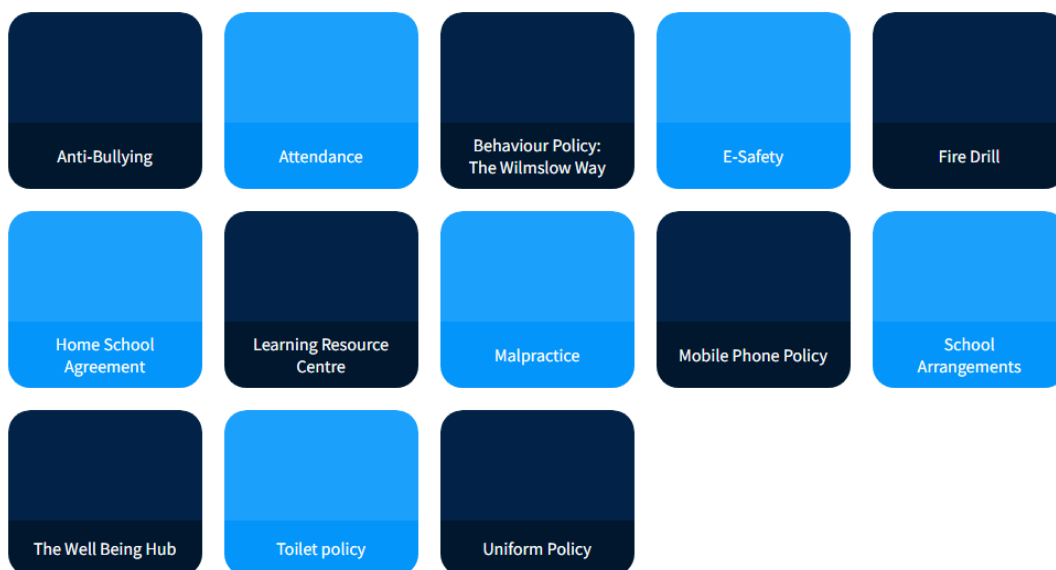 Anti-Bullying
Attendance
Behaviour Policy:
The Wilmslow Way
E-Safety
Fire Drill
Home School
Agreement
Learning Resource
Centre
Malpractice
Mobile Phone Policy
School
Arrangements
The Well Being Hub
Toilet policy
Uniform Policy